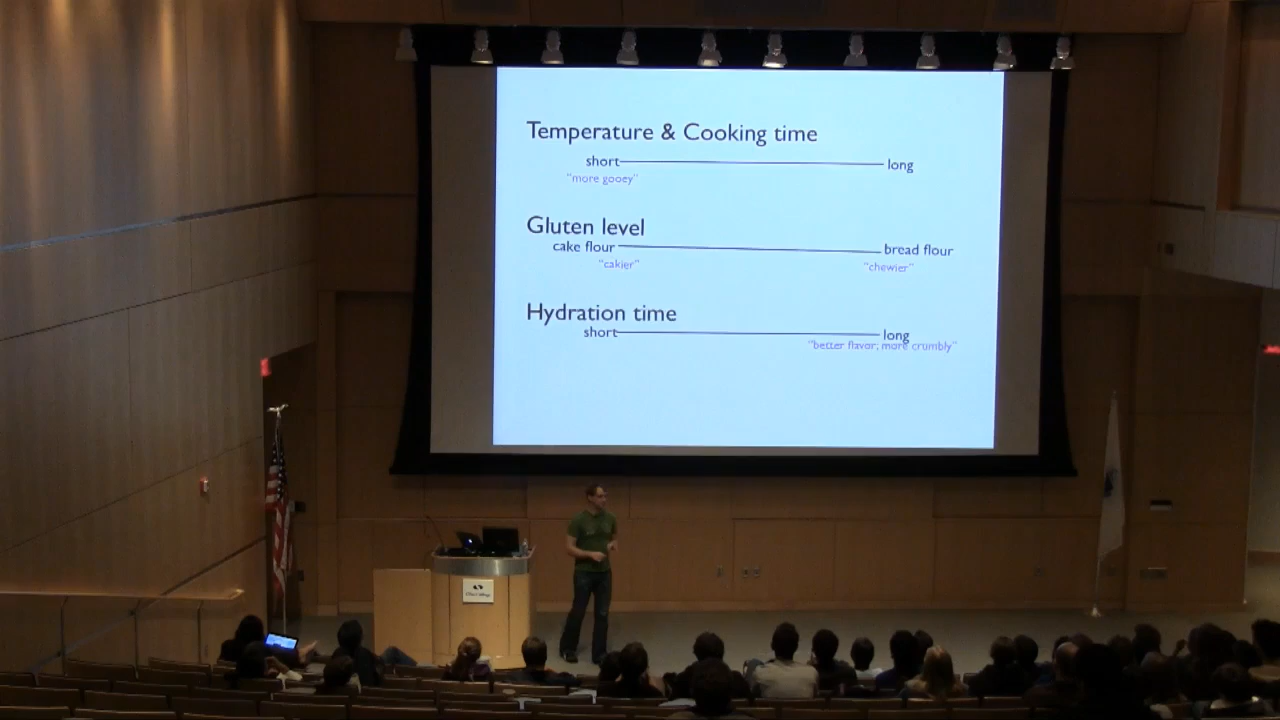 Temperature & Cooking time
short long
"more gooey"
Gluten level
cake flour bread flour
"cakier" "chewier"
Hydration time
short long
"better flavor; more crumbly"